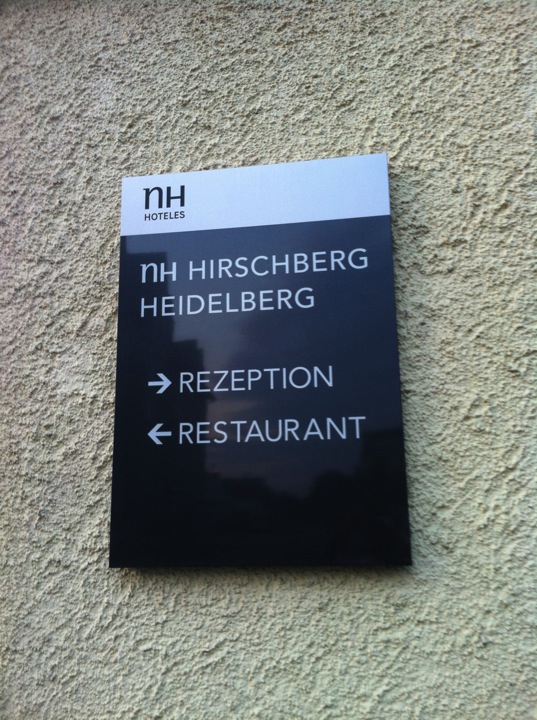 nH
HOTELES
nH HIRSCHBERG
HEIDELBERG
→ REZEPTION
← RESTAURANT